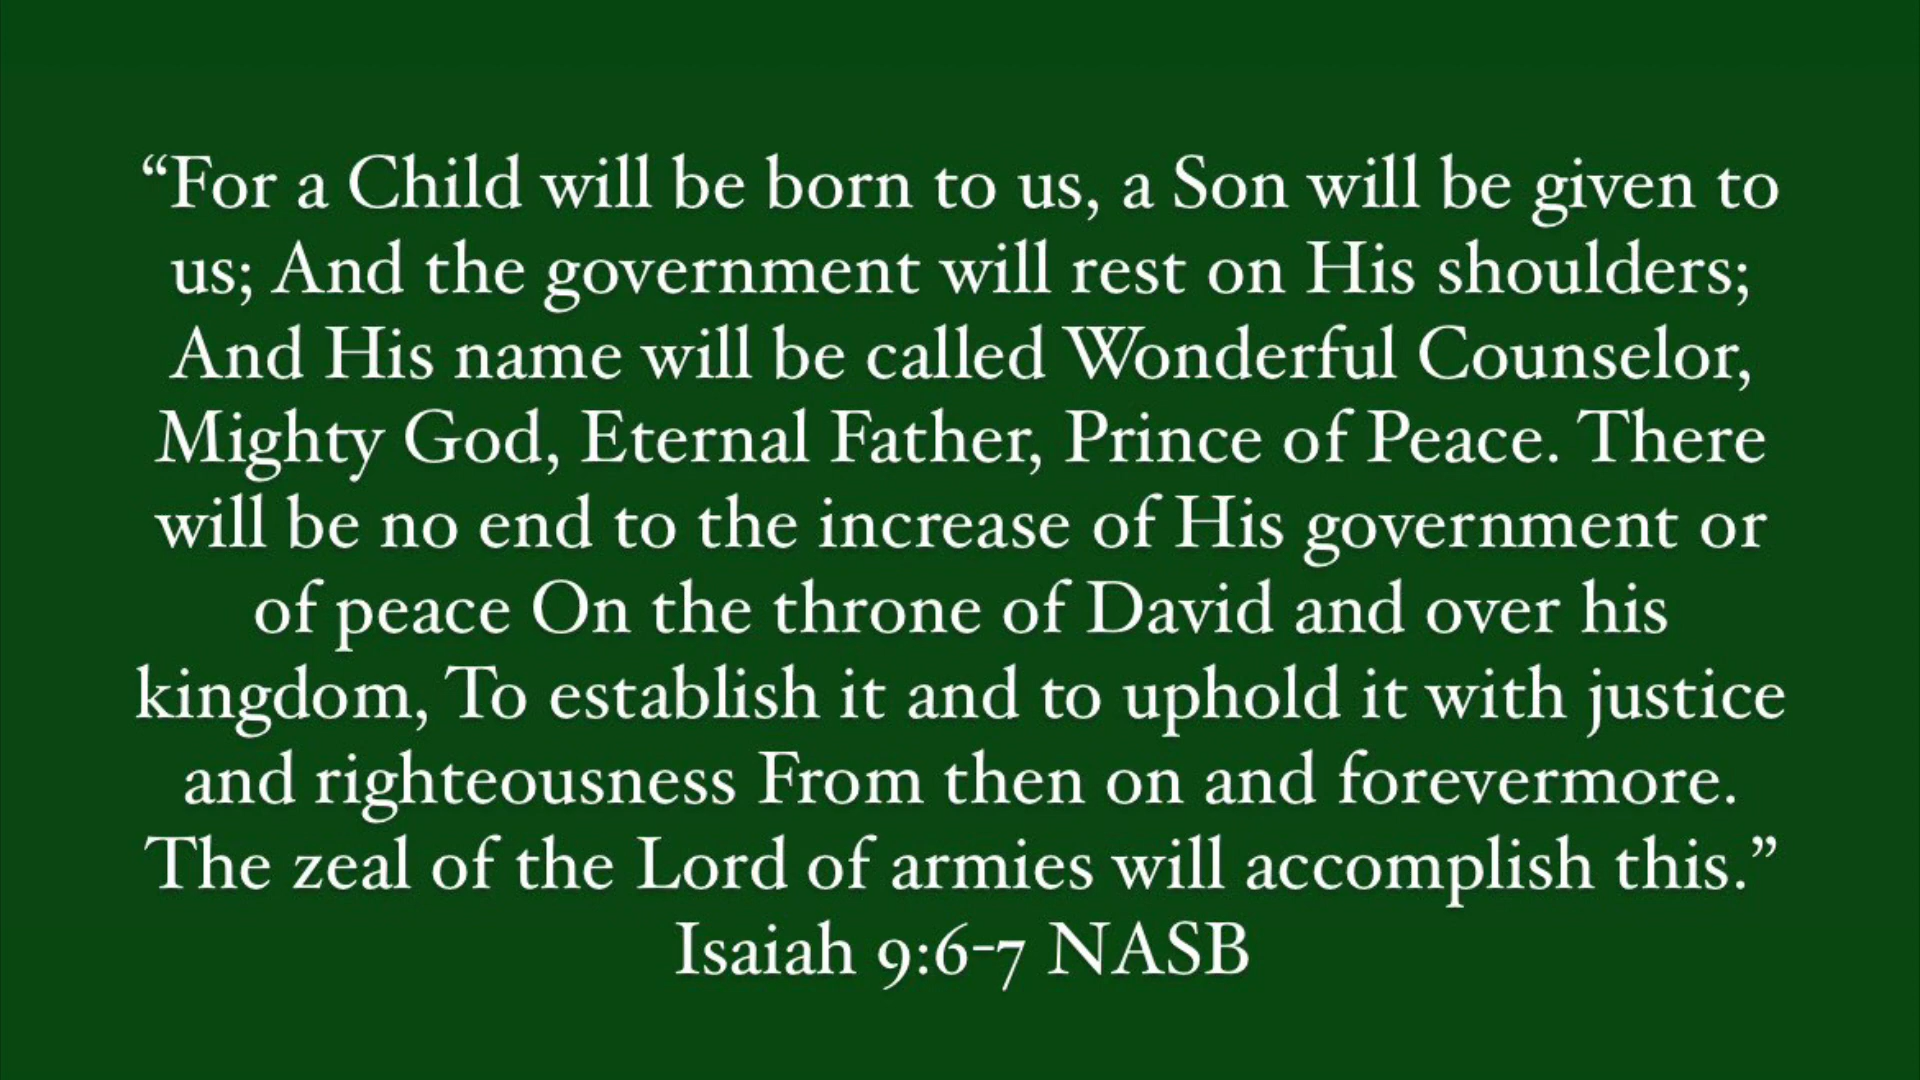 “For a Child will be born to us, a Son will be given to
us; And the government will rest on His shoulders;
And His name will be called Wonderful Counselor,
Mighty God, Eternal Father, Prince of Peace. There
will be no end to the increase of His government or
of peace On the throne of David and over his
kingdom, To establish it and to uphold it with justice
and righteousness From then on and forevermore.
The zeal of the Lord of armies will accomplish this.”
Isaiah 9:6-7 NASB